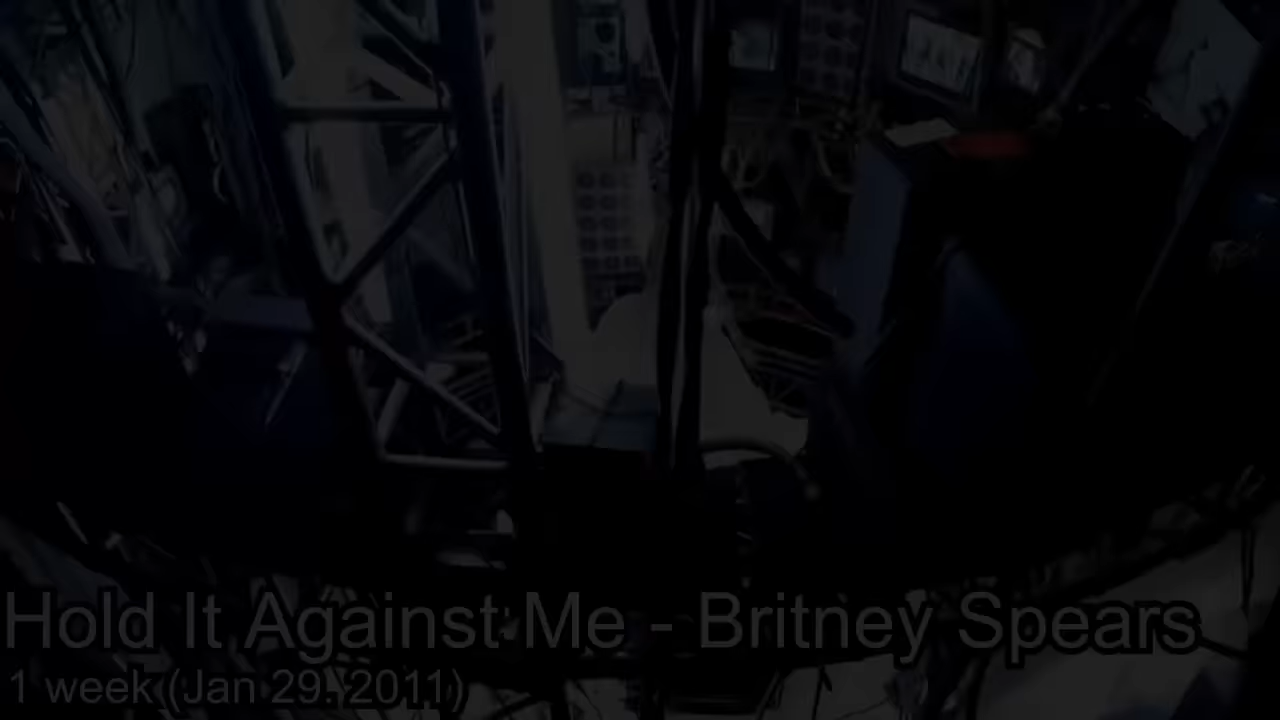 Hold It Against Me - Britney Spears
1 week (Jan 29, 2011)